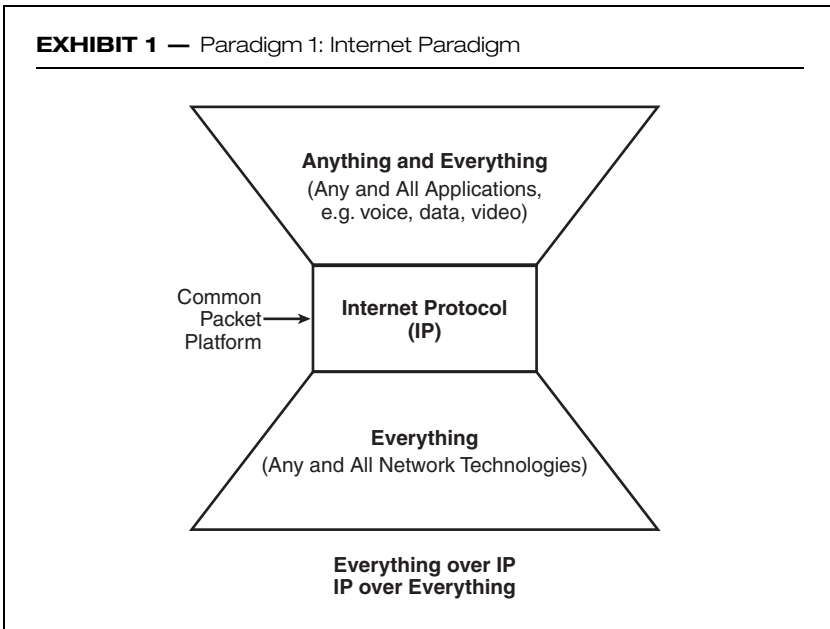 EXHIBIT 1 — Paradigm 1: Internet Paradigm
Anything and Everything
(Any and All Applications,
e.g. voice, data, video)
Common
Packet
Platform
Internet Protocol
(IP)
Everything
(Any and All Network Technologies)
Everything over IP
IP over Everything